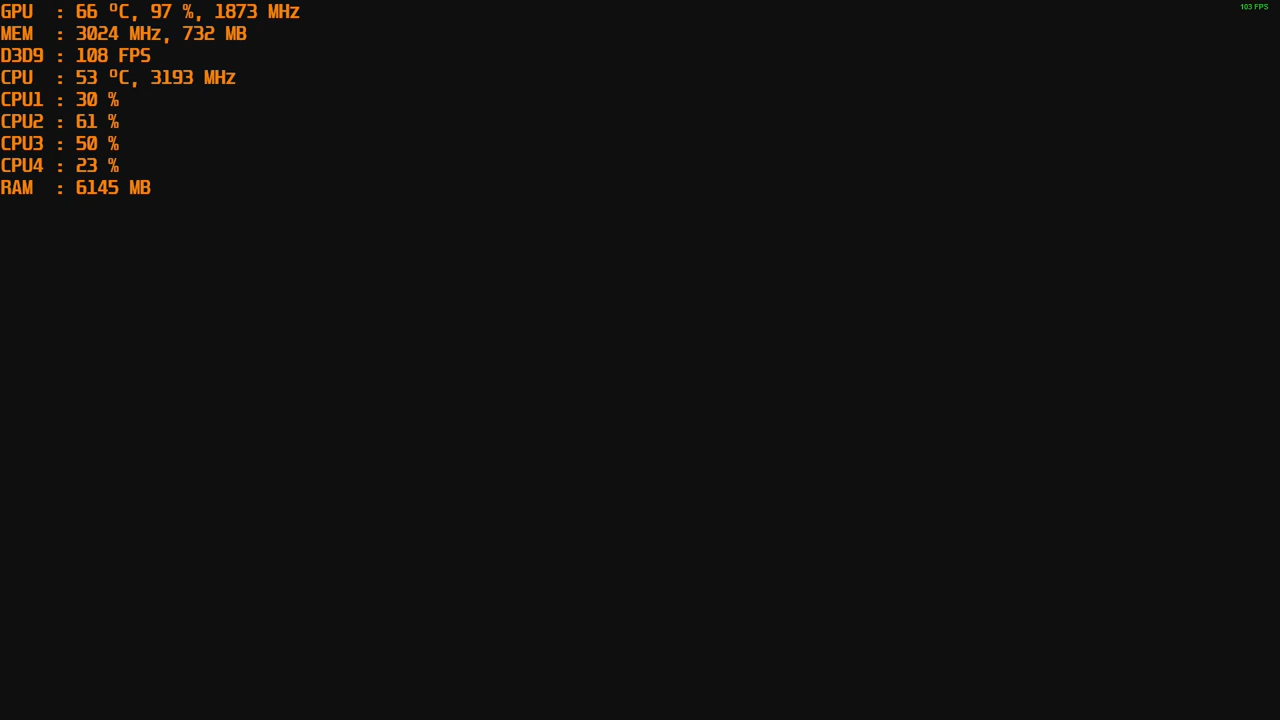 GPU : 66 °C, 97 %, 1873 MHz
103 FPS
MEM : 3024 MHz, 732 MB
D3D9 : 108 FPS
CPU : 53 °C, 3193 MHz
CPU1 : 30 %
CPU2 : 61 %
CPU3 : 50 %
CPU4 : 23 %
RAM : 6145 MB